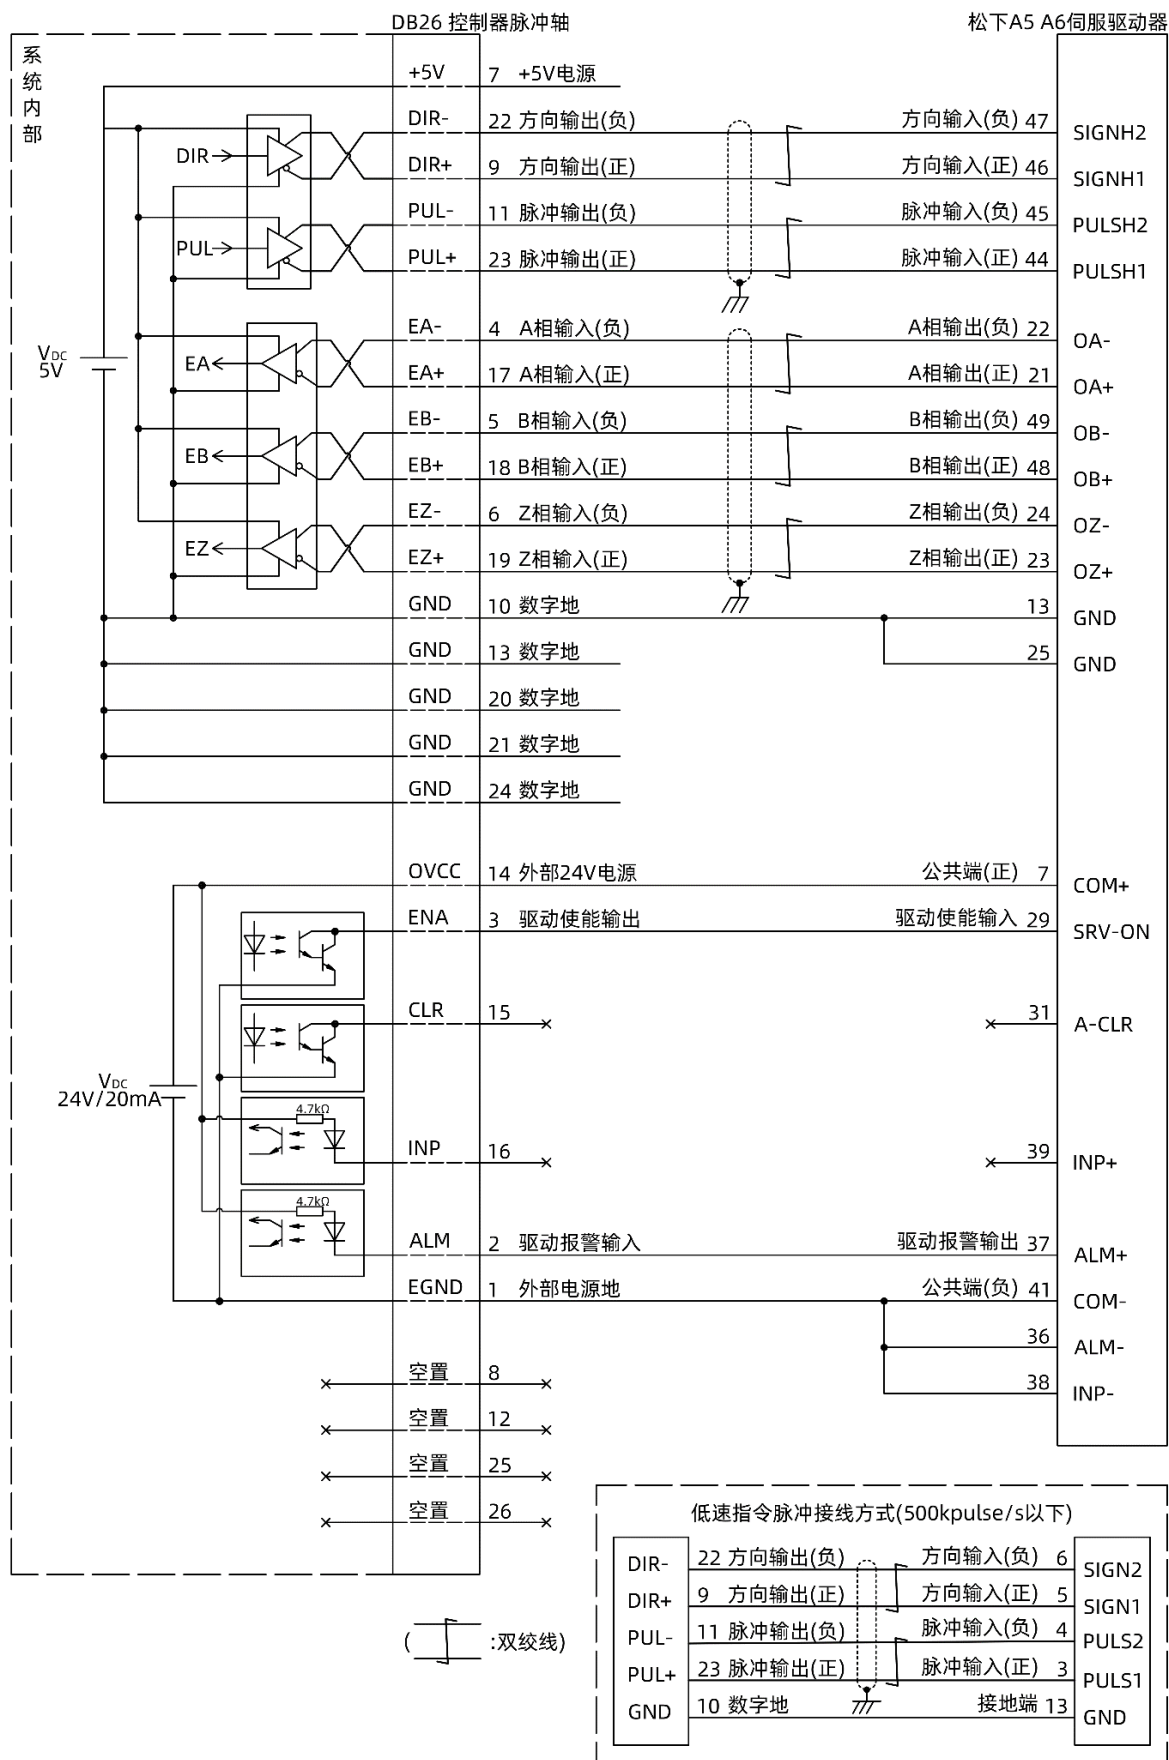 DB26 控制器脉冲轴 松下A5 A6伺服驱动器
系统内部
+5V 7 +5V电源
DIR- 22 方向输出(负) 方向输入(负) 47 SIGNH2
DIR
DIR+ 9 方向输出(正) 方向输入(正) 46 SIGNH1
PUL- 11 脉冲输出(负) 脉冲输入(负) 45 PULSH2
PUL
PUL+ 23 脉冲输出(正) 脉冲输入(正) 44 PULSH1
EA- 4 A相输入(负) A相输出(负) 22 OA-
VDC
5V
EA
EA+ 17 A相输入(正) A相输出(正) 21 OA+
EB- 5 B相输入(负) B相输出(负) 49 OB-
EB
EB+ 18 B相输入(正) B相输出(正) 48 OB+
EZ- 6 Z相输入(负) Z相输出(负) 24 OZ-
EZ
EZ+ 19 Z相输入(正) Z相输出(正) 23 OZ+
GND 10 数字地 13 GND
GND 13 数字地 25 GND
GND 20 数字地
GND 21 数字地
GND 24 数字地
OVCC 14 外部24V电源 公共端(正) 7 COM+
ENA 3 驱动使能输出 驱动使能输入 29 SRV-ON
CLR 15 31 A-CLR
VDC
24V/20mA
4.7kΩ
INP 16 39 INP+
4.7kΩ
ALM 2 驱动报警输入 驱动报警输出 37 ALM+
EGND 1 外部电源地 公共端(负) 41 COM-
36 ALM-
空置 8
38 INP-
空置 12
空置 25
空置 26
低速指令脉冲接线方式(500kpulse/s以下)
DIR- 22 方向输出(负) 方向输入(负) 6 SIGN2
DIR+ 9 方向输出(正) 方向输入(正) 5 SIGN1
PUL- 11 脉冲输出(负) 脉冲输入(负) 4 PULS2
PUL+ 23 脉冲输出(正) 脉冲输入(正) 3 PULS1
GND 10 数字地 接地端 13 GND
( :双绞线)